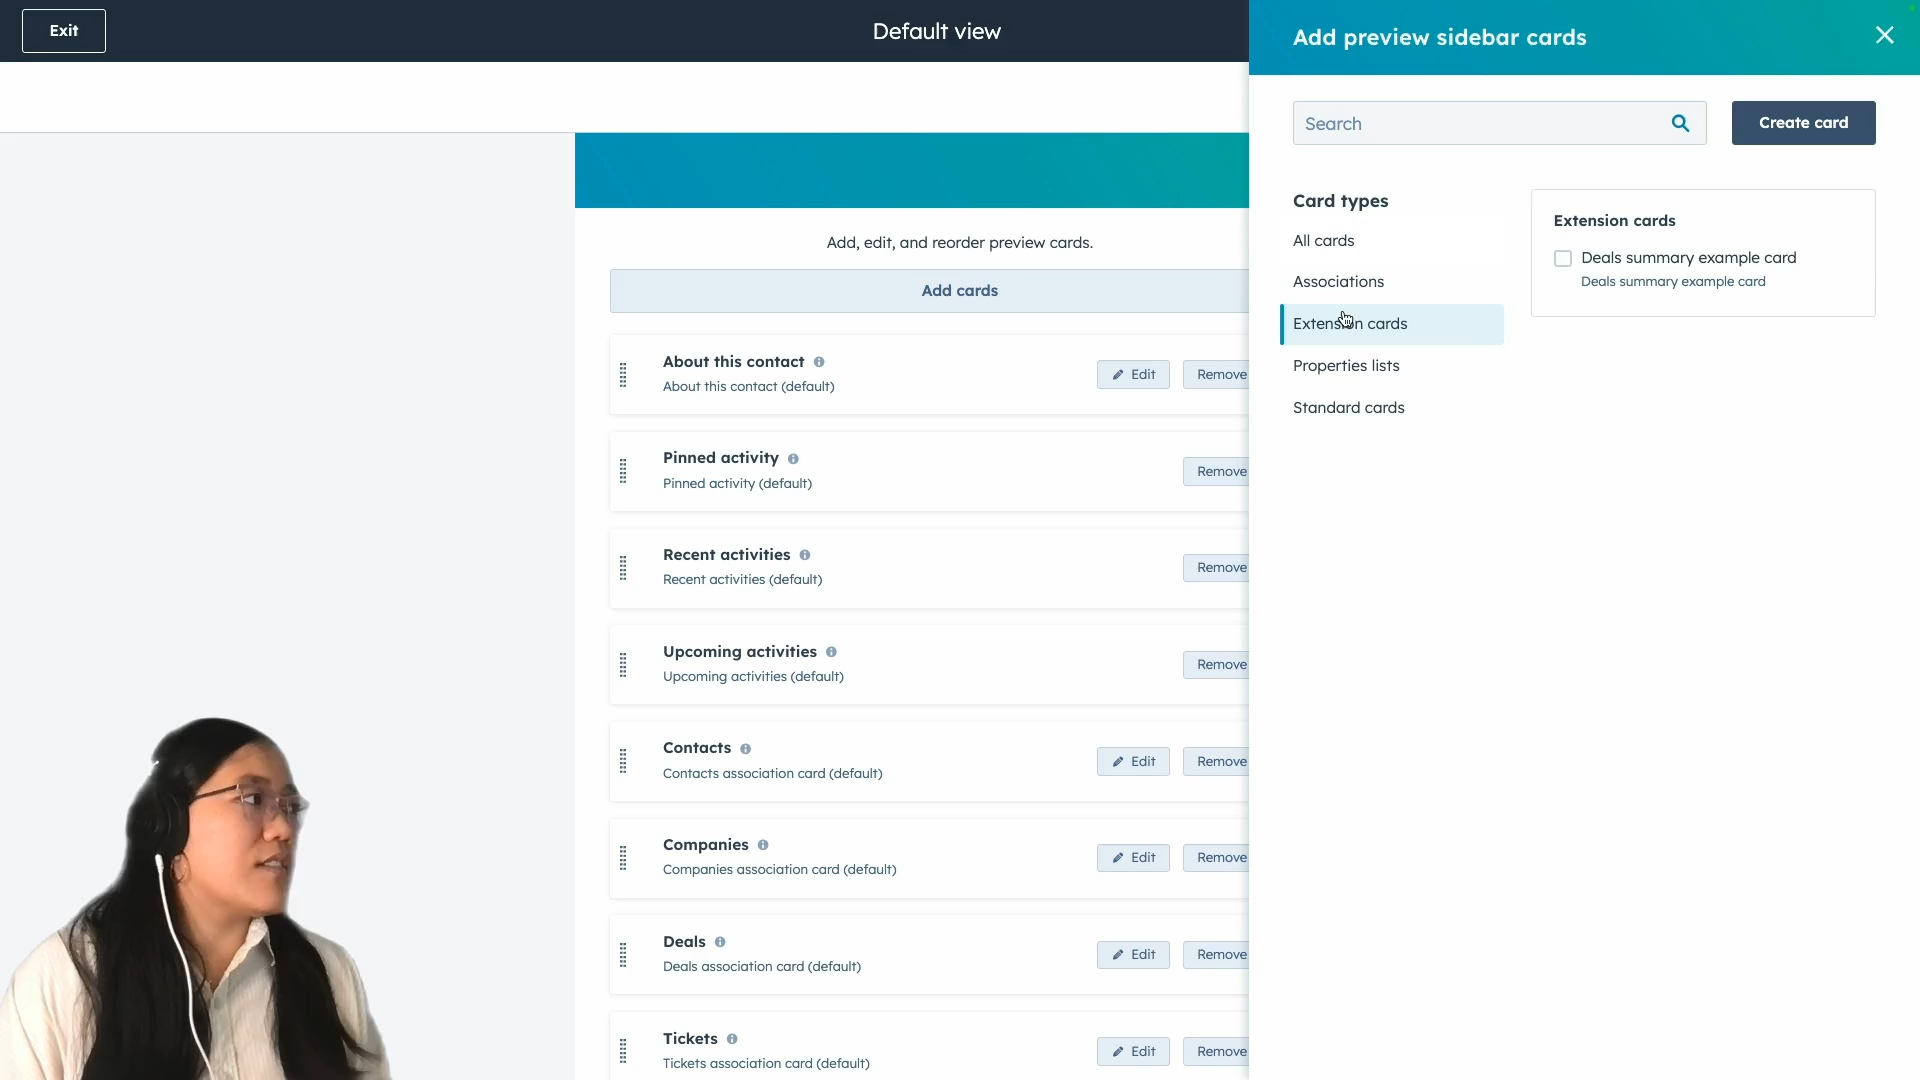 Exit
Default view
Add, edit, and reorder preview cards.
Add cards
About this contact
About this contact (default)
Edit
Remove
Pinned activity
Pinned activity (default)
Remove
Recent activities
Recent activities (default)
Remove
Upcoming activities
Upcoming activities (default)
Remove
Contacts
Contacts association card (default)
Edit
Remove
Companies
Companies association card (default)
Edit
Remove
Deals
Deals association card (default)
Edit
Remove
Tickets
Tickets association card (default)
Edit
Remove
Add preview sidebar cards
Search
Create card
Card types
All cards
Associations
Extension cards
Properties lists
Standard cards
Extension cards
Deals summary example card
Deals summary example card